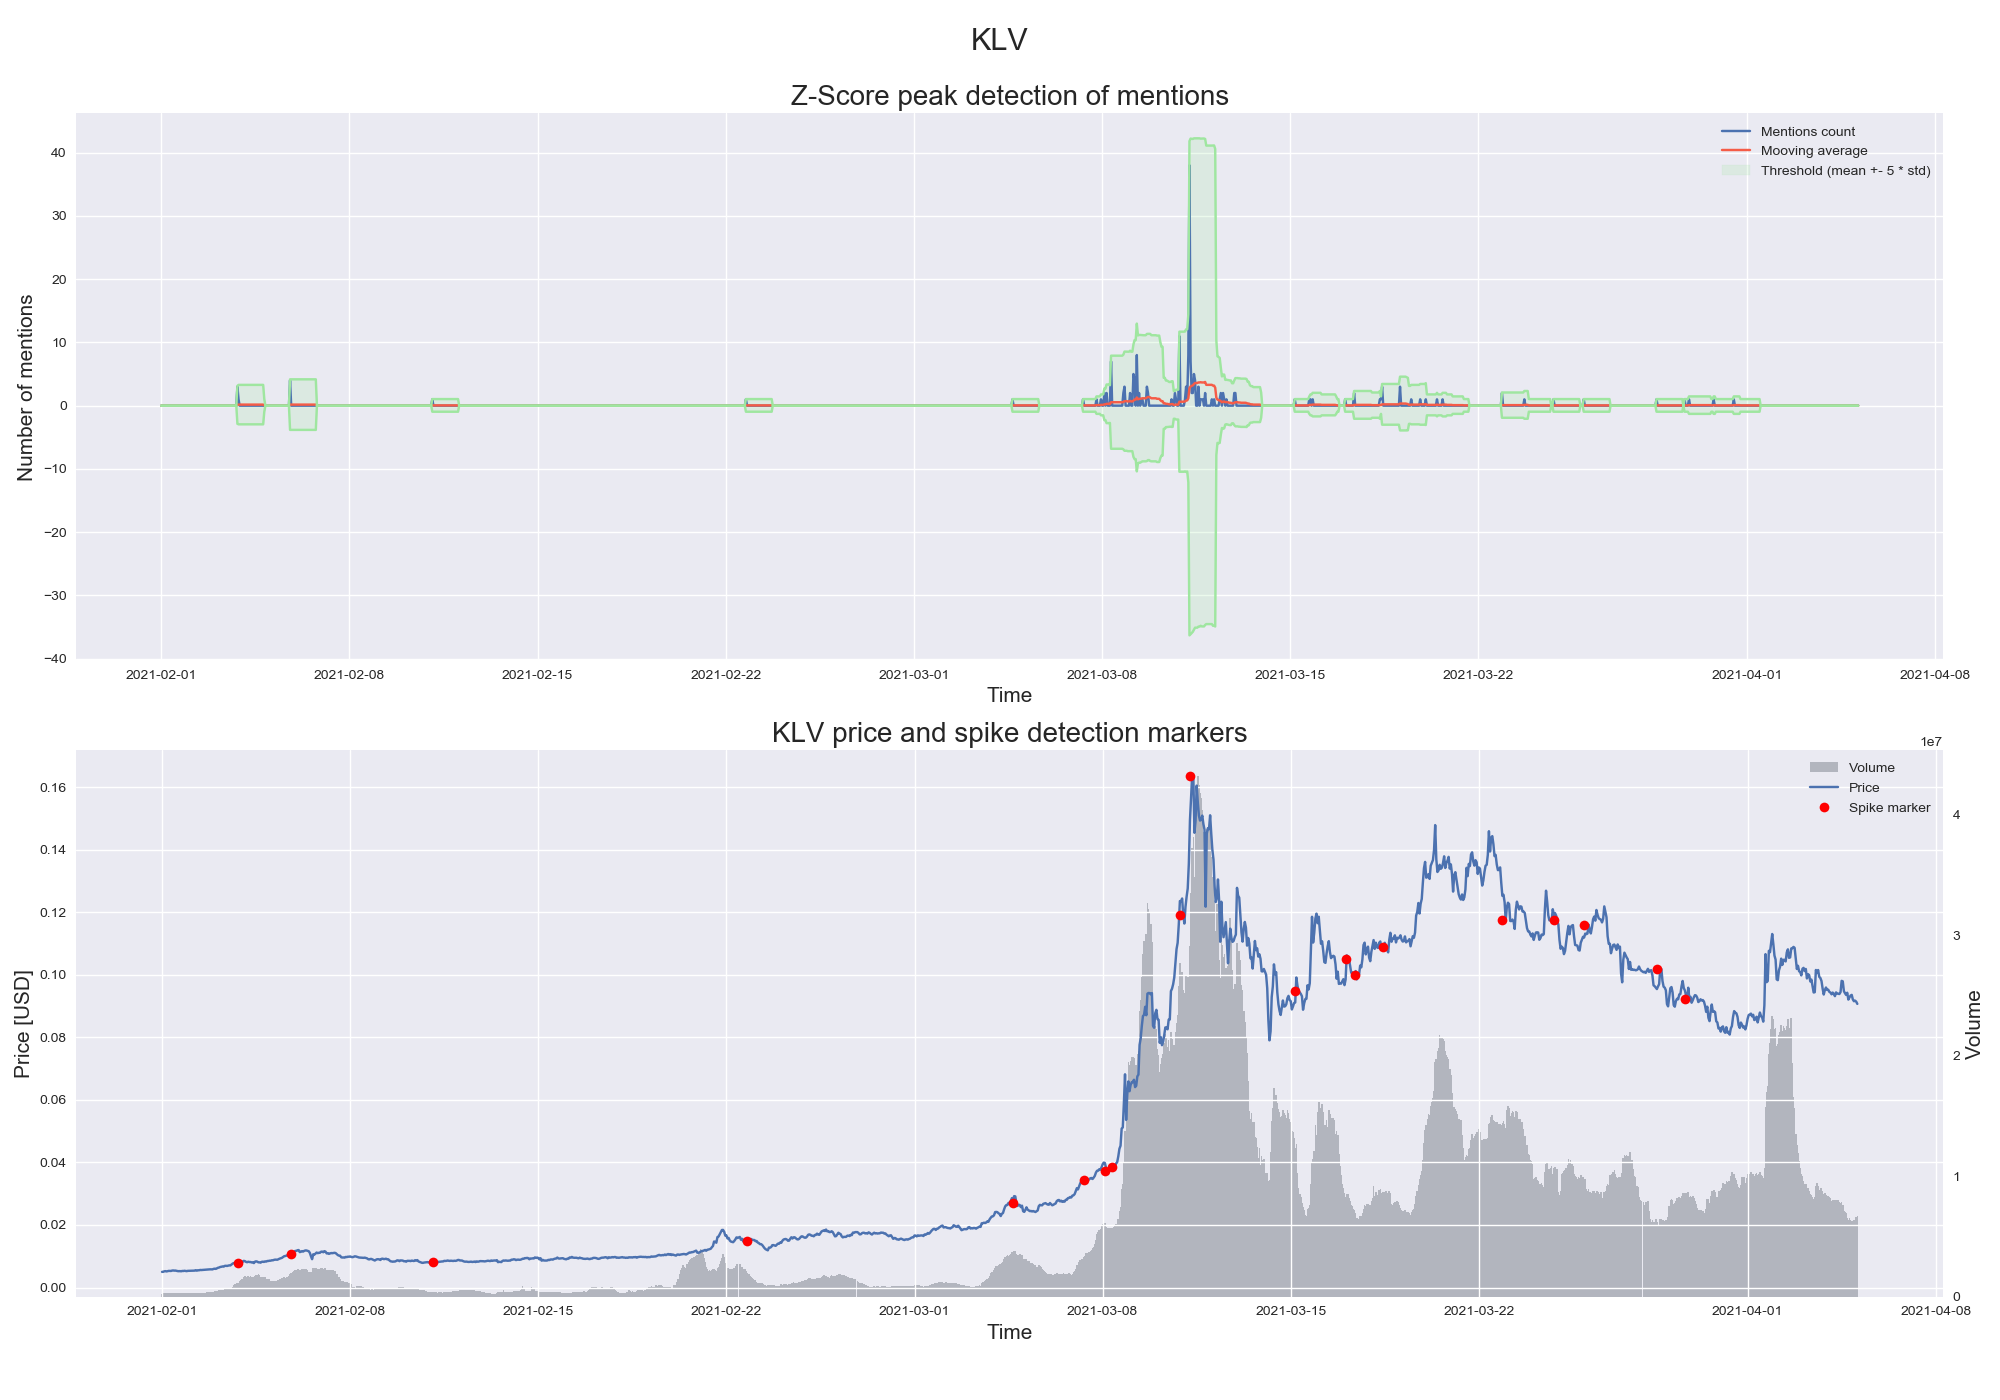 KLV
Z-Score peak detection of mentions
Mentions count
Mooving average
Threshold (mean +- 5 * std)
Number of mentions
40
30
20
10
0
−10
−20
−30
−40
2021-02-01 2021-02-08 2021-02-15 2021-02-22 2021-03-01 2021-03-08 2021-03-15 2021-03-22 2021-04-01 2021-04-08
Time
KLV price and spike detection markers
1e7
Volume
Price
Spike marker
Price [USD]
0.16
0.14
0.12
0.10
0.08
0.06
0.04
0.02
0.00
4
3
2
1
0
Volume
2021-02-01 2021-02-08 2021-02-15 2021-02-22 2021-03-01 2021-03-08 2021-03-15 2021-03-22 2021-04-01 2021-04-08
Time